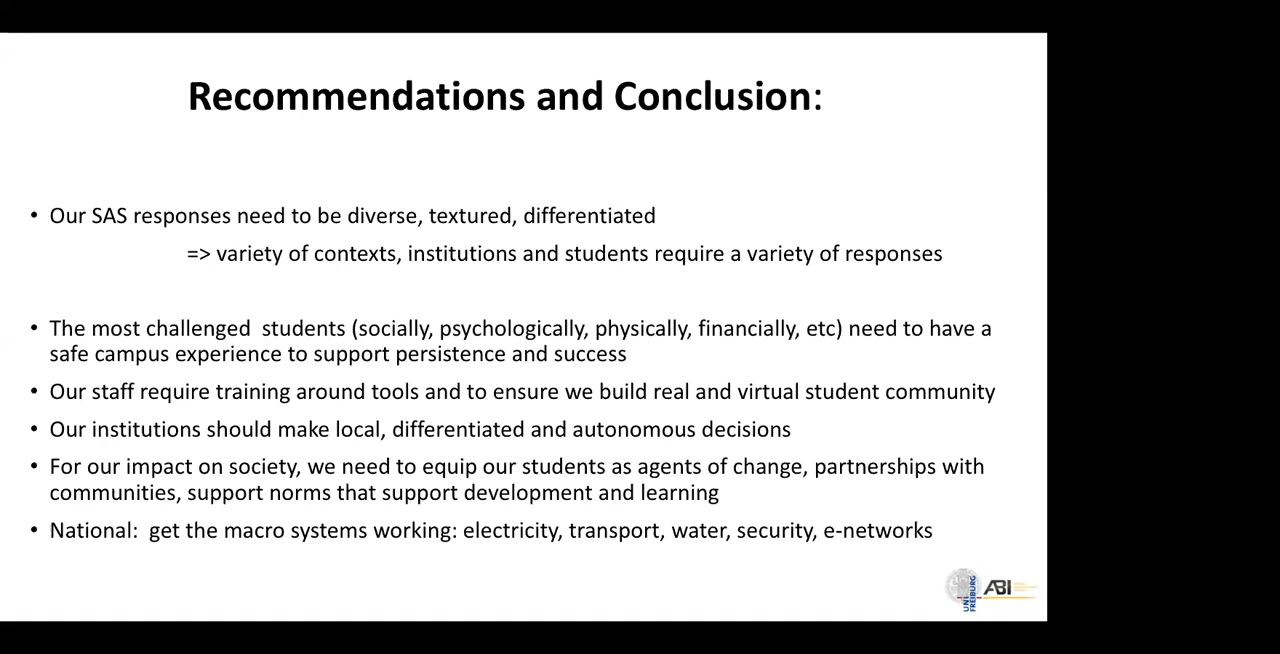 Recommendations and Conclusion:
• Our SAS responses need to be diverse, textured, differentiated
=> variety of contexts, institutions and students require a variety of responses
• The most challenged  students (socially, psychologically, physically, financially, etc) need to have a
safe campus experience to support persistence and success
• Our staff require training around tools and to ensure we build real and virtual student community
• Our institutions should make local, differentiated and autonomous decisions
• For our impact on society, we need to equip our students as agents of change, partnerships with
communities, support norms that support development and learning
• National:  get the macro systems working: electricity, transport, water, security, e-networks
UNI
FREIBURG
ABI